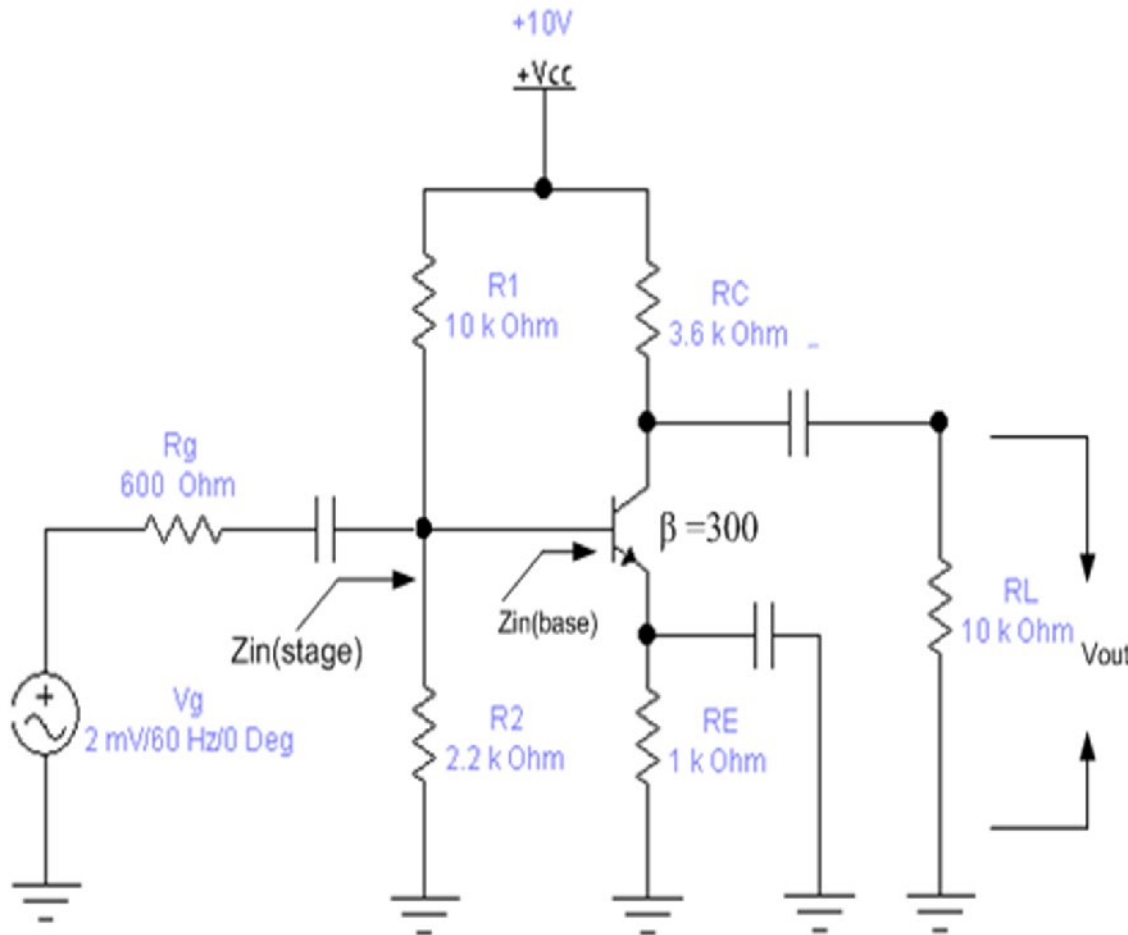 +10V
+Vcc
R1
10 k Ohm
RC
3.6 k Ohm
Rg
600 Ohm
β =300
Zin(stage)
Zin(base)
RL
10 k Ohm
Vout
+
Vg
2 mV/60 Hz/0 Deg
R2
2.2 k Ohm
RE
1 k Ohm